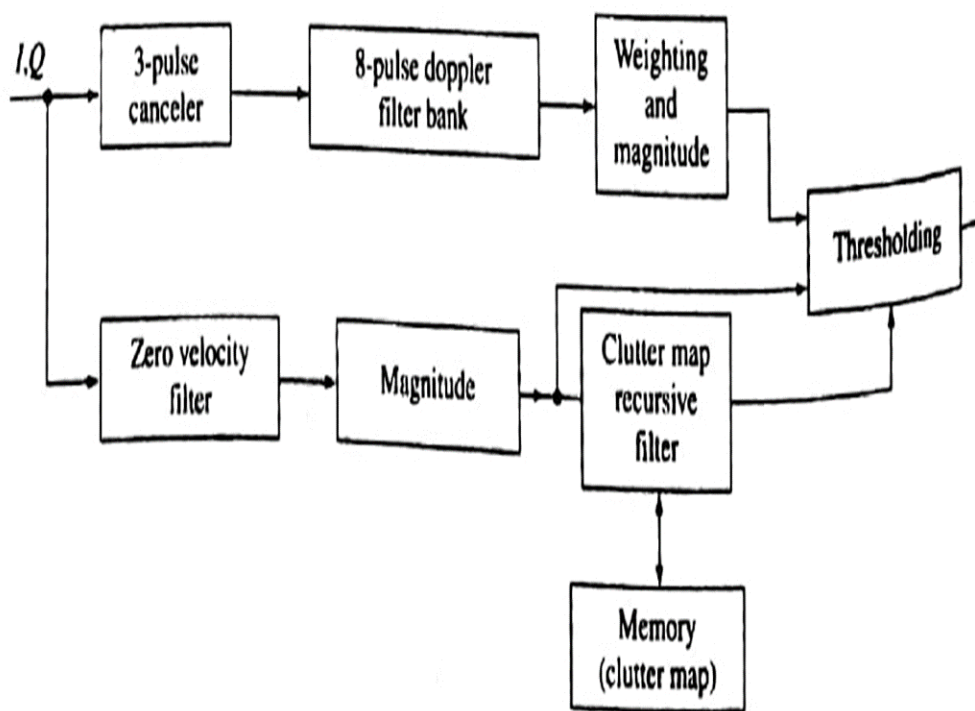 I,Q
3-pulse
canceler
8-pulse doppler
filter bank
Weighting
and
magnitude
Thresholding
Zero velocity
filter
Magnitude
Clutter map
recursive
filter
Memory
(clutter map)